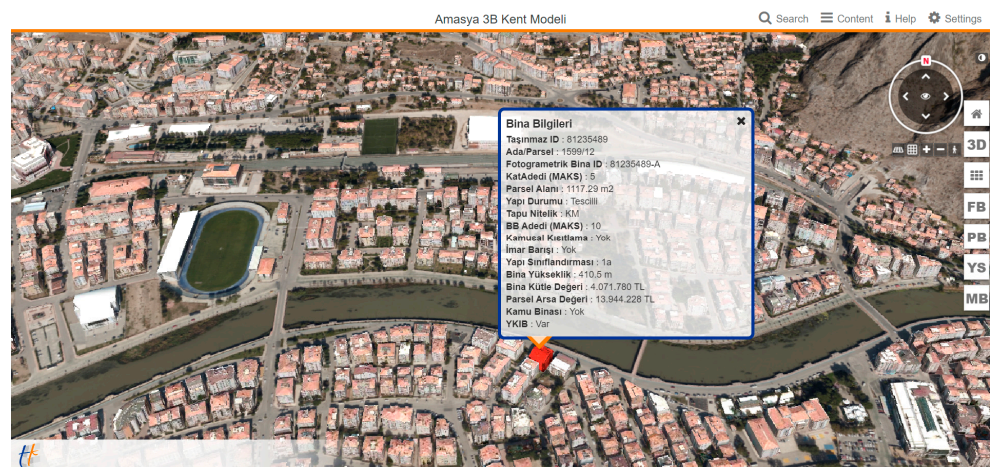 Amasya 3B Kent Modeli
Search
Content
Help
Settings
N
Bina Bilgileri
Taşınmaz ID : 81235489
Ada/Parsel : 1599/12
Fotogrametrik Bina ID : 81235489-A
KatAdedi (MAKS) : 5
Parsel Alanı : 1117.29 m2
Yapı Durumu : Tescilli
Tapu Nitelik : KM
BB Adedi (MAKS) : 10
Kamusal Kısıtlama : Yok
İmar Barışı : Yok
Yapı Sınıflandırması : 1a
Bina Yükseklik : 410.5 m
Bina Kütle Değeri : 4.071.780 TL
Parsel Arsa Değeri : 13.944.228 TL
Kamu Binası : Yok
YKIB : Var
3D
FB
PB
YS
MB